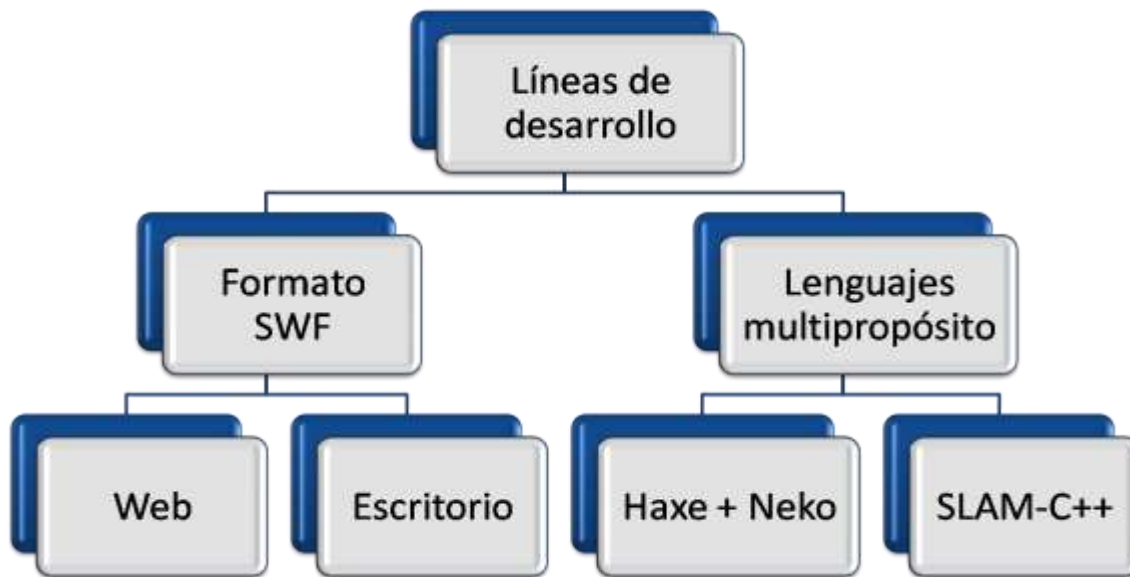 Líneas de
desarrollo
Formato
SWF
Lenguajes
multipropósito
Web
Escritorio
Haxe + Neko
SLAM-C++